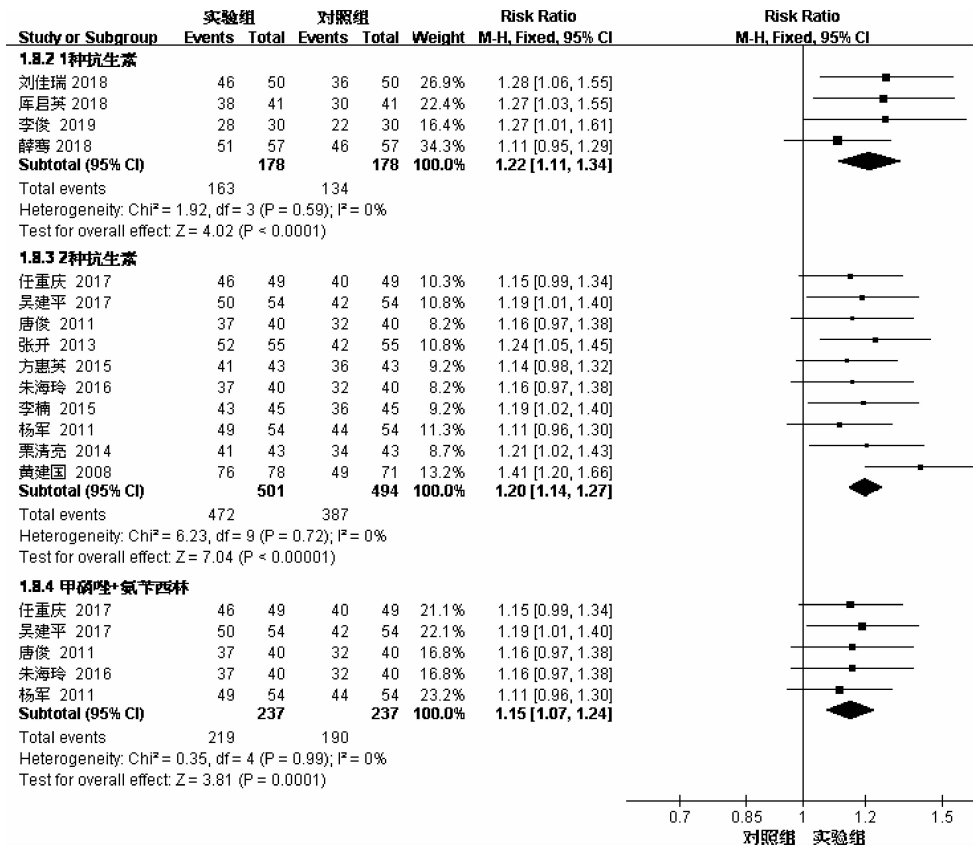 实验组 对照组 Risk Ratio Risk Ratio
Study or Subgroup Events Total Events Total Weight M-H, Fixed, 95% CI M-H, Fixed, 95% CI
1.8.2 1种抗生素
刘佳瑞 2018 46 50 36 50 26.9% 1.28 [1.06, 1.55]
厍启英 2018 38 41 30 41 22.4% 1.27 [1.03, 1.55]
李俊 2019 28 30 22 30 16.4% 1.27 [1.01, 1.61]
薛骞 2018 51 57 46 57 34.3% 1.11 [0.95, 1.29]
Subtotal (95% CI) 178 178 100.0% 1.22 [1.11, 1.34]
Total events 163 134
Heterogeneity: Chi² = 1.92, df = 3 (P = 0.59); I² = 0%
Test for overall effect: Z = 4.02 (P < 0.0001)
1.8.3 2种抗生素
任重庆 2017 46 49 40 49 10.3% 1.15 [0.99, 1.34]
吴建平 2017 50 54 42 54 10.8% 1.19 [1.01, 1.40]
唐俊 2011 37 40 32 40 8.2% 1.16 [0.97, 1.38]
张开 2013 52 55 42 55 10.8% 1.24 [1.05, 1.45]
方惠英 2015 41 43 36 43 9.2% 1.14 [0.98, 1.32]
朱海玲 2016 37 40 32 40 8.2% 1.16 [0.97, 1.38]
李楠 2015 43 45 36 45 9.2% 1.19 [1.02, 1.40]
杨军 2011 49 54 44 54 11.3% 1.11 [0.96, 1.30]
栗清亮 2014 41 43 34 43 8.7% 1.21 [1.02, 1.43]
黄建国 2008 76 78 49 71 13.2% 1.41 [1.20, 1.66]
Subtotal (95% CI) 501 494 100.0% 1.20 [1.14, 1.27]
Total events 472 387
Heterogeneity: Chi² = 6.23, df = 9 (P = 0.72); I² = 0%
Test for overall effect: Z = 7.04 (P < 0.00001)
1.8.4 甲硝唑+氨苄西林
任重庆 2017 46 49 40 49 21.1% 1.15 [0.99, 1.34]
吴建平 2017 50 54 42 54 22.1% 1.19 [1.01, 1.40]
唐俊 2011 37 40 32 40 16.8% 1.16 [0.97, 1.38]
朱海玲 2016 37 40 32 40 16.8% 1.16 [0.97, 1.38]
杨军 2011 49 54 44 54 23.2% 1.11 [0.96, 1.30]
Subtotal (95% CI) 237 237 100.0% 1.15 [1.07, 1.24]
Total events 219 190
Heterogeneity: Chi² = 0.35, df = 4 (P = 0.99); I² = 0%
Test for overall effect: Z = 3.81 (P = 0.0001)
0.7 0.85 1 1.2 1.5
对照组 实验组